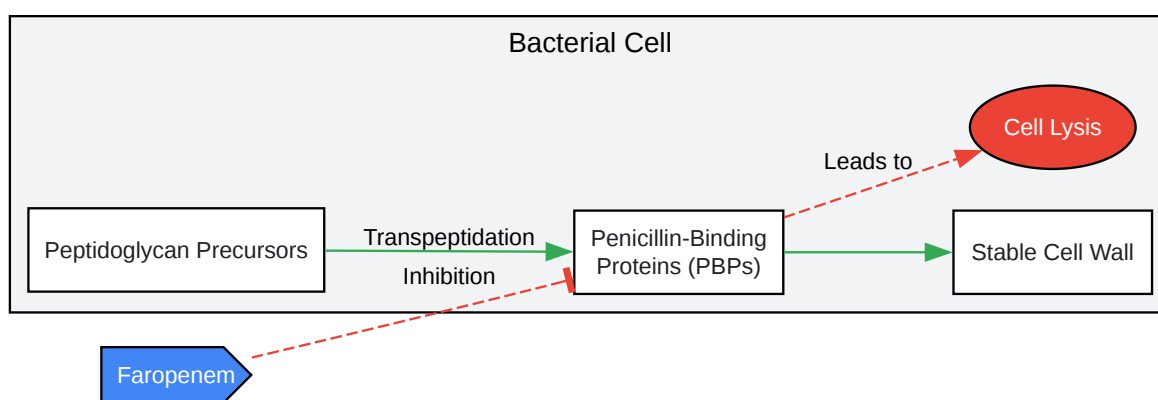 Bacterial Cell
Cell Lysis
Leads to
Peptidoglycan Precursors
Transpeptidation
Inhibition
Penicillin-Binding
Proteins (PBPs)
Stable Cell Wall
Faropenem